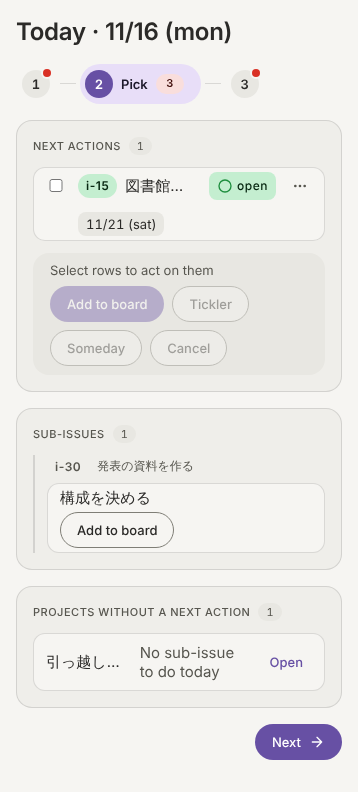 Today · 11/16 (mon)
1
2 Pick 3
3
NEXT ACTIONS 1
i-15 図書館... open ...
11/21 (sat)
Select rows to act on them
Add to board Tickler
Someday Cancel
SUB-ISSUES 1
i-30 発表の資料を作る
構成を決める
Add to board
PROJECTS WITHOUT A NEXT ACTION 1
引っ越し... No sub-issue
to do today
Open
Next →